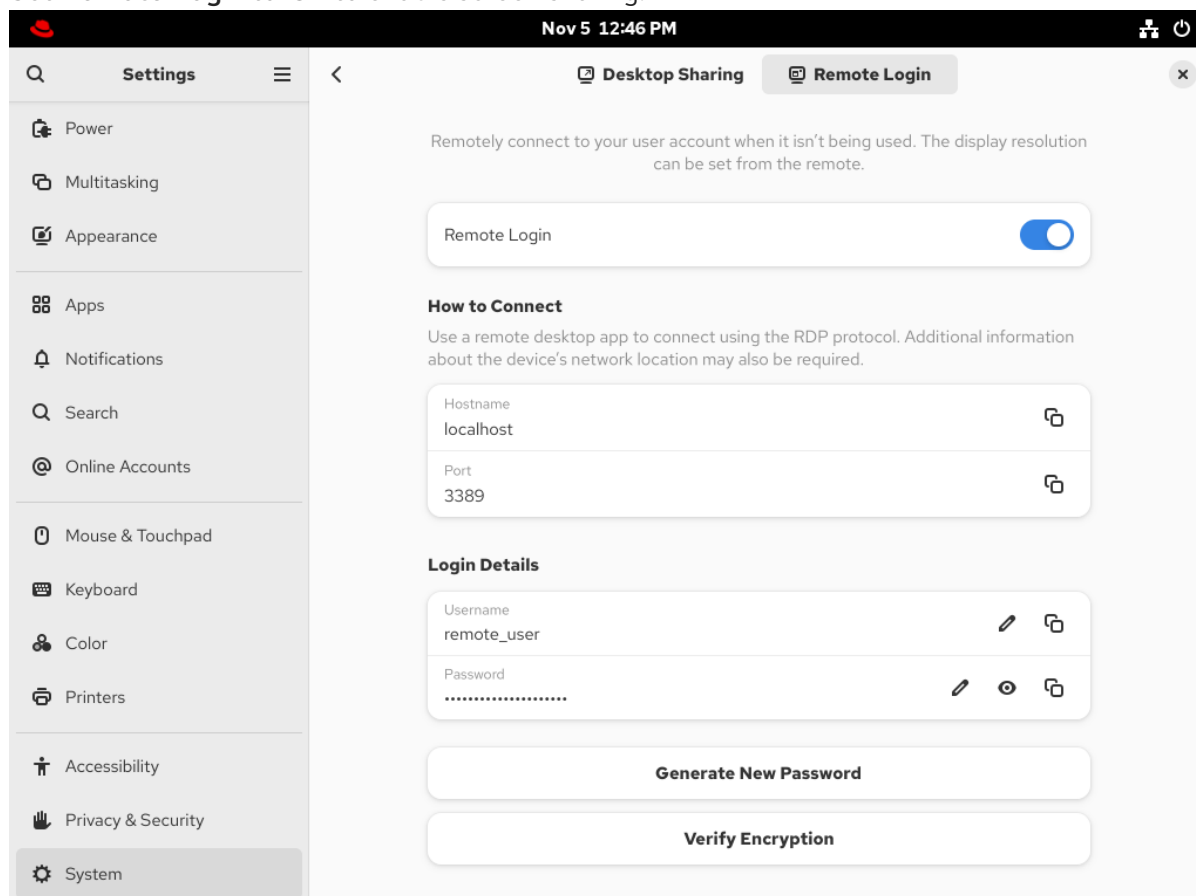 Nov 5 12:46 PM
Settings
Desktop Sharing
Remote Login
Power
Multitasking
Appearance
Apps
Notifications
Search
Online Accounts
Mouse & Touchpad
Keyboard
Color
Printers
Accessibility
Privacy & Security
System
Remotely connect to your user account when it isn't being used. The display resolution
can be set from the remote.
Remote Login
How to Connect
Use a remote desktop app to connect using the RDP protocol. Additional information
about the device's network location may also be required.
Hostname
localhost
Port
3389
Login Details
Username
remote_user
Password
•••••••••••••••••••••
Generate New Password
Verify Encryption